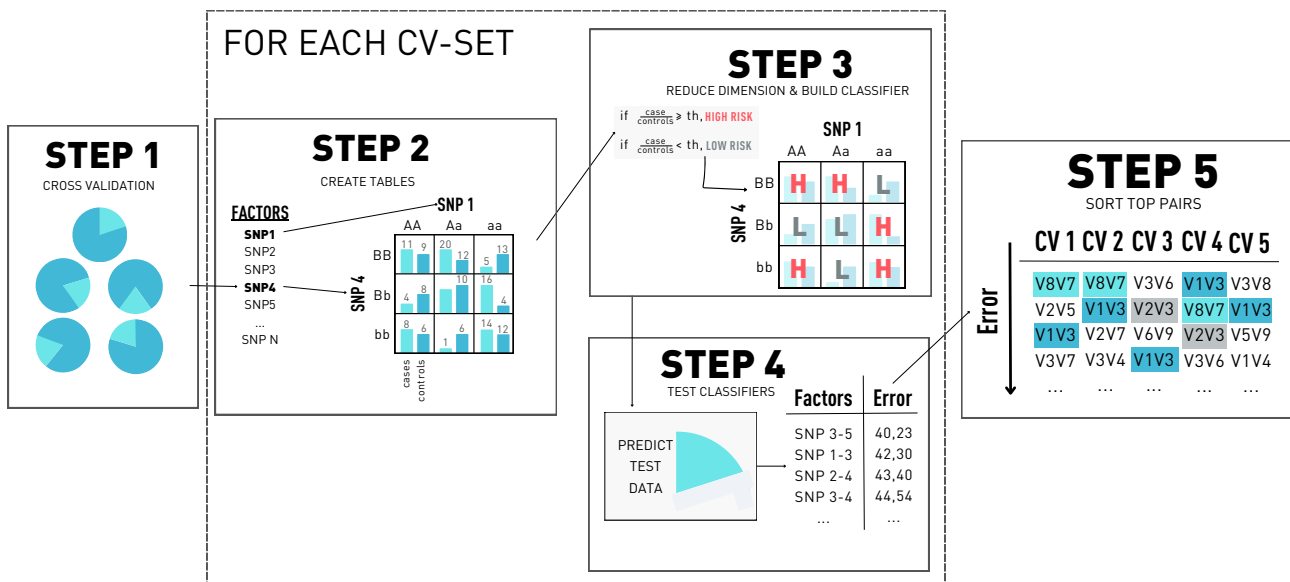 FOR EACH CV-SET
STEP 1
CROSS VALIDATION
STEP 2
CREATE TABLES
FACTORS
SNP1
SNP2
SNP3
SNP4
SNP5
...
SNP N
SNP 1
AA Aa aa
SNP 4
BB
11 9 20 12 5 13
Bb
4 8 10 16 4
bb
8 6 1 6 14 12
cases
controls
STEP 3
REDUCE DIMENSION & BUILD CLASSIFIER
if case/controls ⩾ th, HIGH RISK
if case/controls < th, LOW RISK
SNP 1
AA Aa aa
SNP 4
BB H H L
Bb L L H
bb H L H
STEP 4
TEST CLASSIFIERS
PREDICT
TEST
DATA
Factors Error
SNP 3-5 40,23
SNP 1-3 42,30
SNP 2-4 43,40
SNP 3-4 44,54
... ...
STEP 5
SORT TOP PAIRS
Error
CV 1 CV 2 CV 3 CV 4 CV 5
V8V7 V8V7 V3V6 V1V3 V3V8
V2V5 V1V3 V2V3 V8V7 V1V3
V1V3 V2V7 V6V9 V2V3 V5V9
V3V7 V3V4 V1V3 V3V6 V1V4
... ... ... ... ...